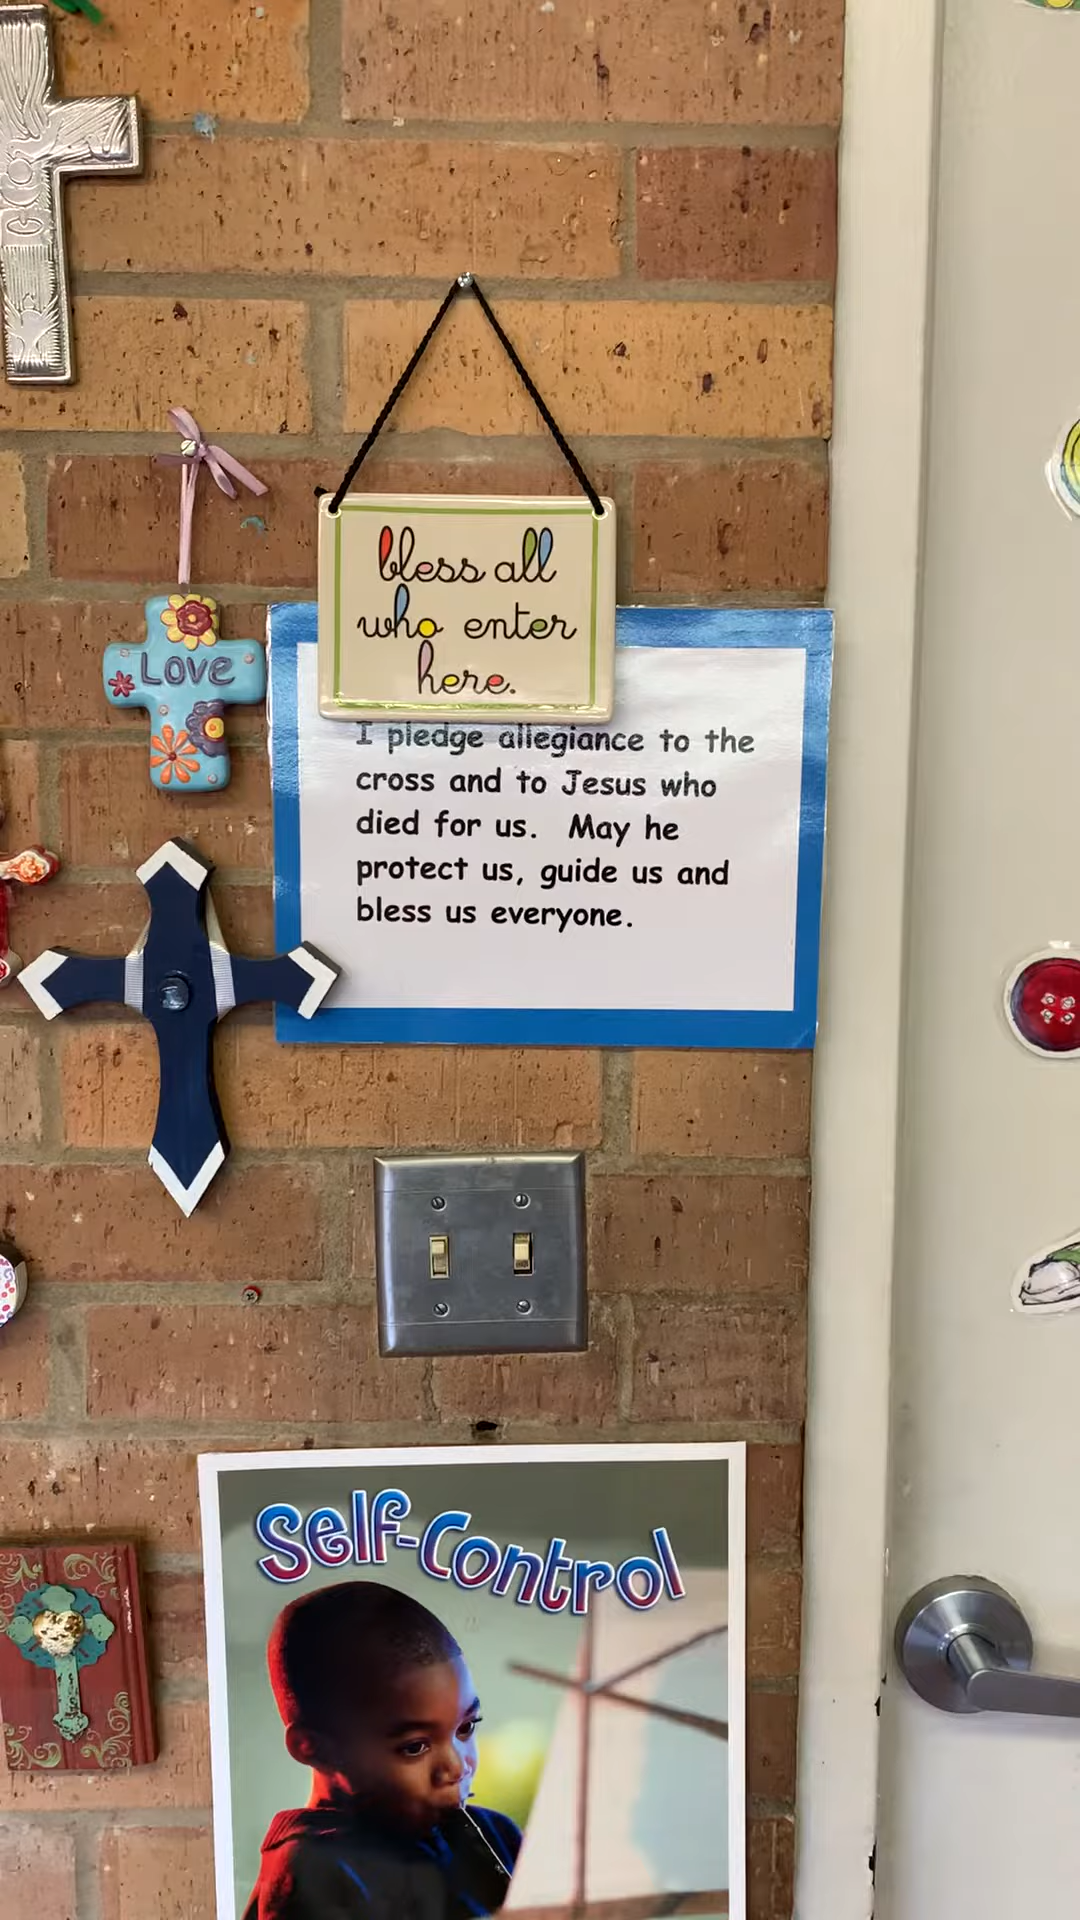 bless all
who enter
here.
LOVE
I pledge allegiance to the
cross and to Jesus who
died for us.  May he
protect us, guide us and
bless us everyone.
Self-Control